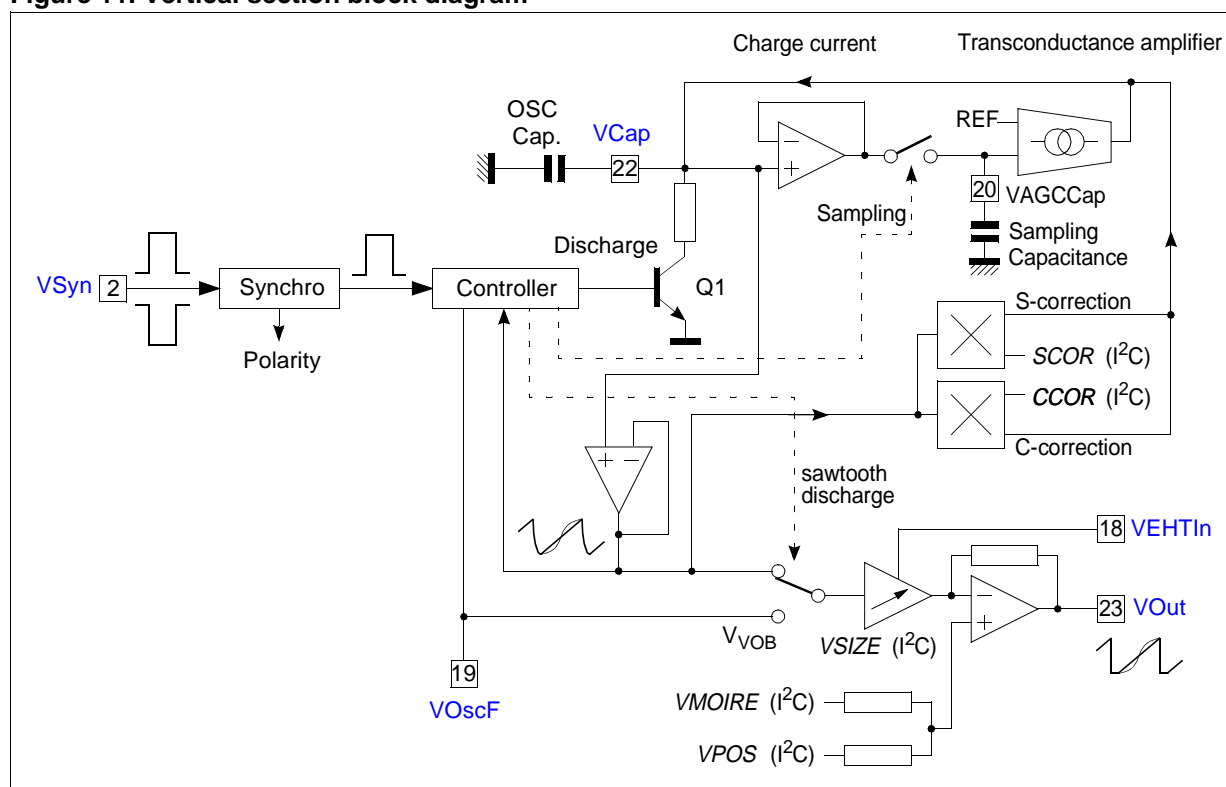 Figure 11: Vertical section block diagram
Charge current
Transconductance amplifier
OSC
Cap.
VCap
22
REF
20
VAGCCap
Sampling
Sampling
Capacitance
Discharge
Q1
VSyn
2
Synchro
Controller
Polarity
S-correction
SCOR (I²C)
CCOR (I²C)
C-correction
sawtooth
discharge
18
VEHTIn
23
VOut
V_VOB
VSIZE (I²C)
19
VOscF
VMOIRE (I²C)
VPOS (I²C)